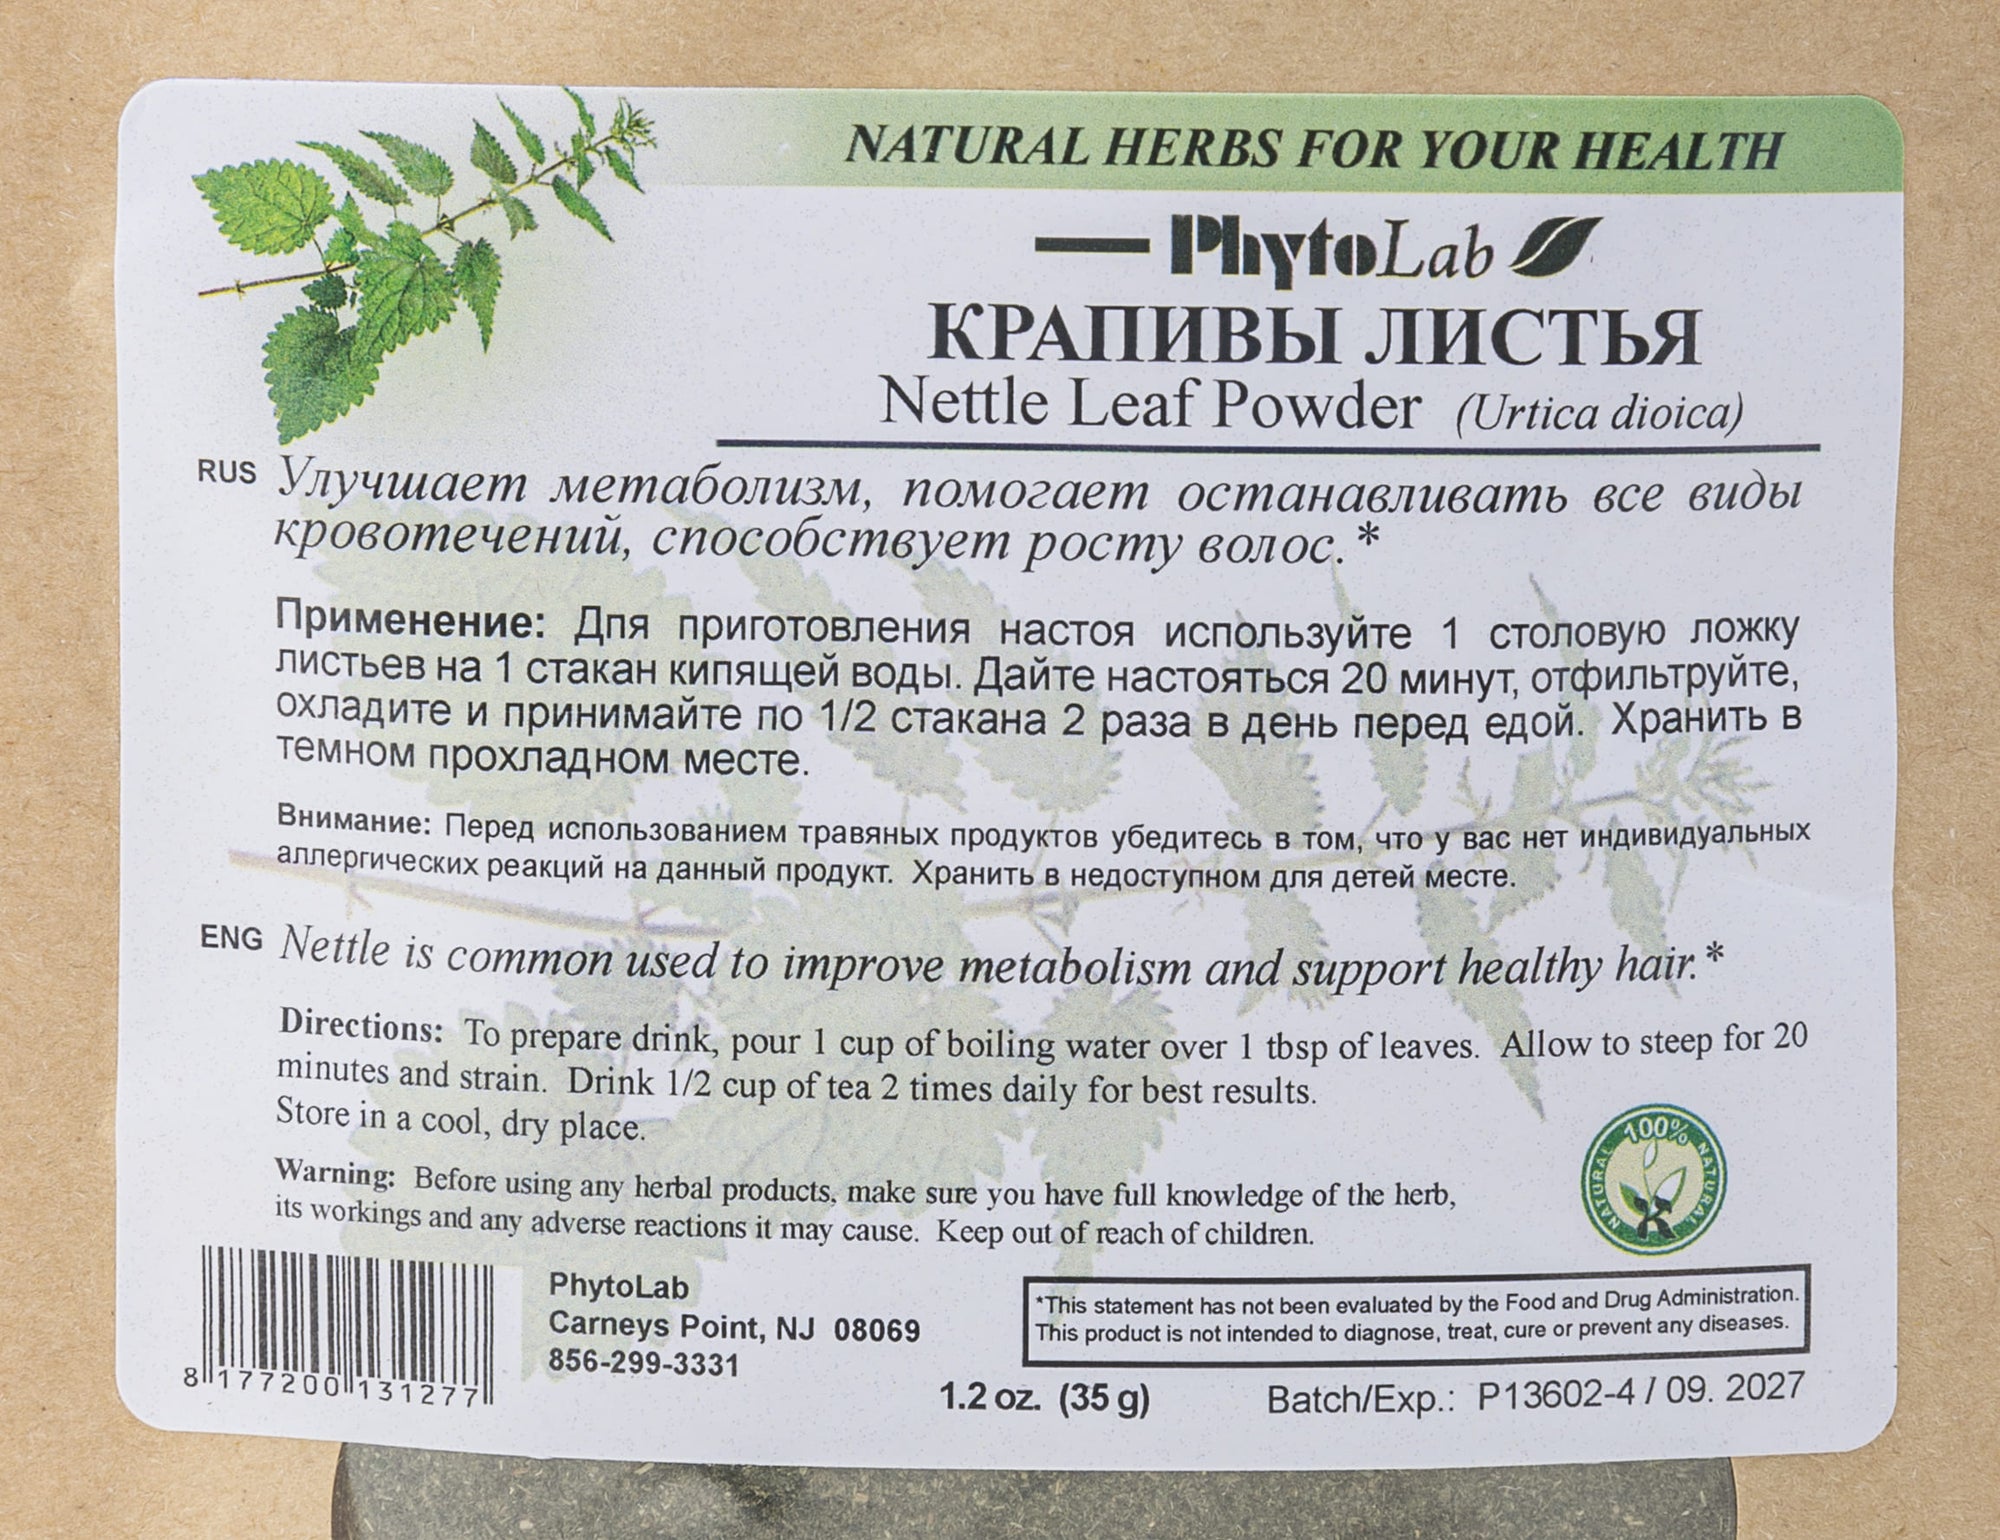 NATURAL HERBS FOR YOUR HEALTH
PhytoLab
КРАПИВЫ ЛИСТЬЯ
Nettle Leaf Powder (Urtica dioica)
RUS Улучшает метаболизм, помогает останавливать все виды
кровотечений, способствует росту волос.*
Применение: Дпя приготовления настоя используйте 1 столовую ложку
листьев на 1 стакан кипящей воды. Дайте настояться 20 минут, отфильтруйте,
охладите и принимайте по 1/2 стакана 2 раза в день перед едой. Хранить в
темном прохладном месте.
Внимание: Перед использованием травяных продуктов убедитесь в том, что у вас нет индивидуальных
аллергических реакций на данный продукт. Хранить в недоступном для детей месте.
ENG Nettle is common used to improve metabolism and support healthy hair.*
Directions: To prepare drink, pour 1 cup of boiling water over 1 tbsp of leaves. Allow to steep for 20
minutes and strain. Drink 1/2 cup of tea 2 times daily for best results.
Store in a cool, dry place.
Warning: Before using any herbal products, make sure you have full knowledge of the herb,
its workings and any adverse reactions it may cause. Keep out of reach of children.
100% NATURAL NATURAL
PhytoLab
Carneys Point, NJ 08069
856-299-3331
*This statement has not been evaluated by the Food and Drug Administration.
This product is not intended to diagnose, treat, cure or prevent any diseases.
8 177200 131277
1.2 oz. (35 g)
Batch/Exp.: P13602-4 / 09. 2027